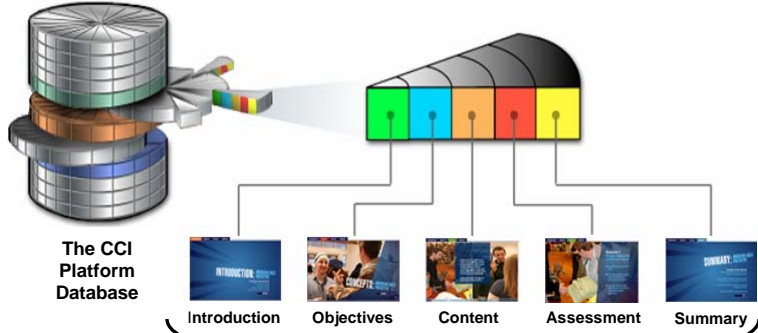 The CCI
Platform
Database
INTRODUCTION:
CONCEPTS:
SUMMARY:
Introduction
Objectives
Content
Assessment
Summary